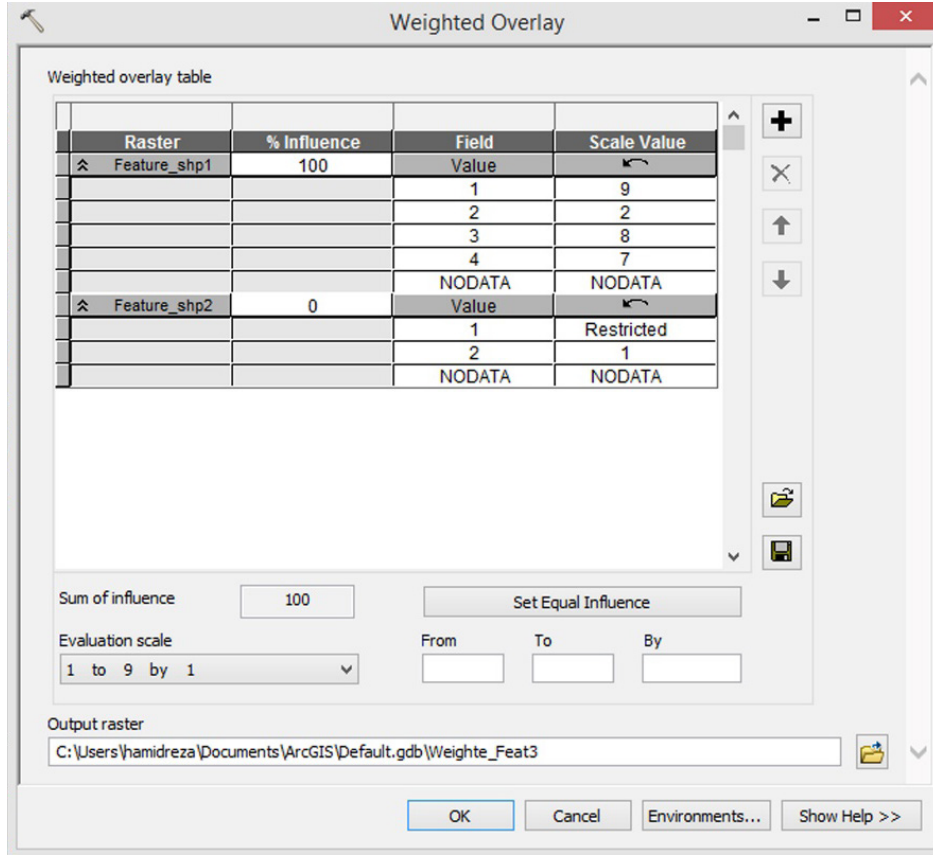 Weighted Overlay
Weighted overlay table
Raster % Influence Field Scale Value
Feature_shp1 100 Value
1 9
2 2
3 8
4 7
NODATA NODATA
Feature_shp2 0 Value
1 Restricted
2 1
NODATA NODATA
Sum of influence 100 Set Equal Influence
Evaluation scale From To By
1 to 9 by 1
Output raster
C:\Users\hamidreza\Documents\ArcGIS\Default.gdb\Weighte_Feat3
OK Cancel Environments... Show Help >>